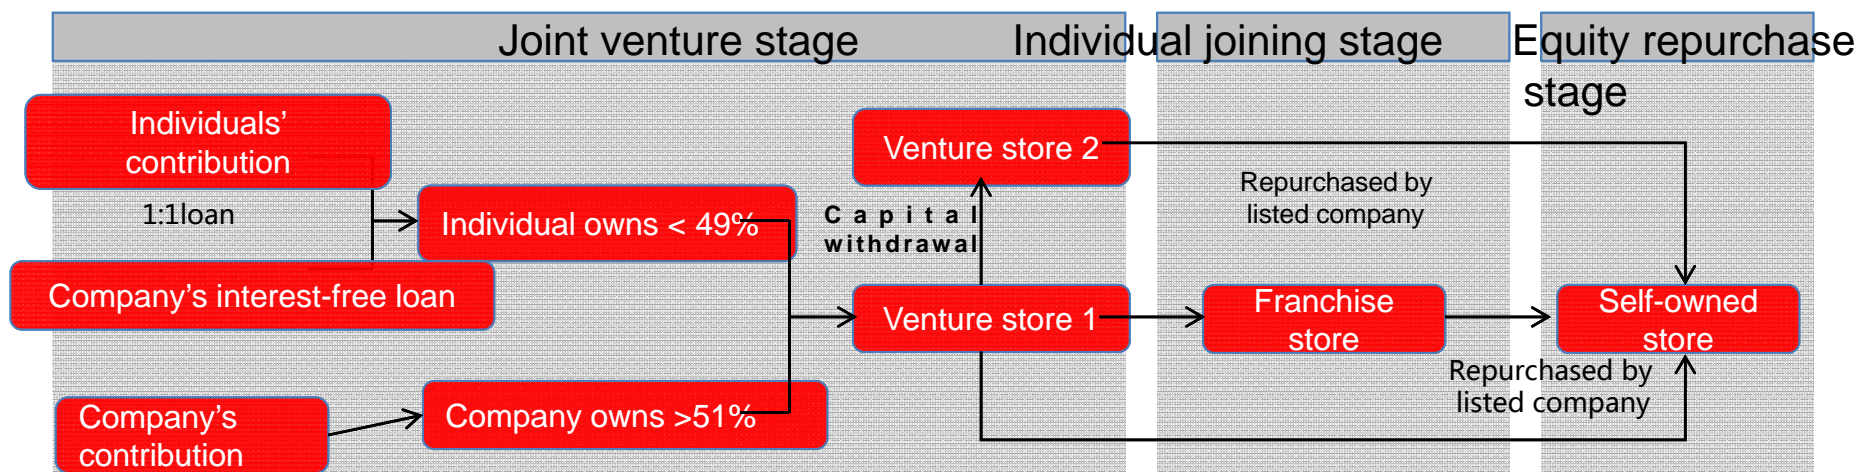 Joint venture stage
Individual joining stage
Equity repurchase
stage
Individuals’
contribution
1:1loan
Company’s interest-free loan
Company’s
contribution
Individual owns < 49%
Company owns >51%
Venture store 2
Capital
withdrawal
Venture store 1
Repurchased by
listed company
Franchise
store
Self-owned
store
Repurchased by
listed company